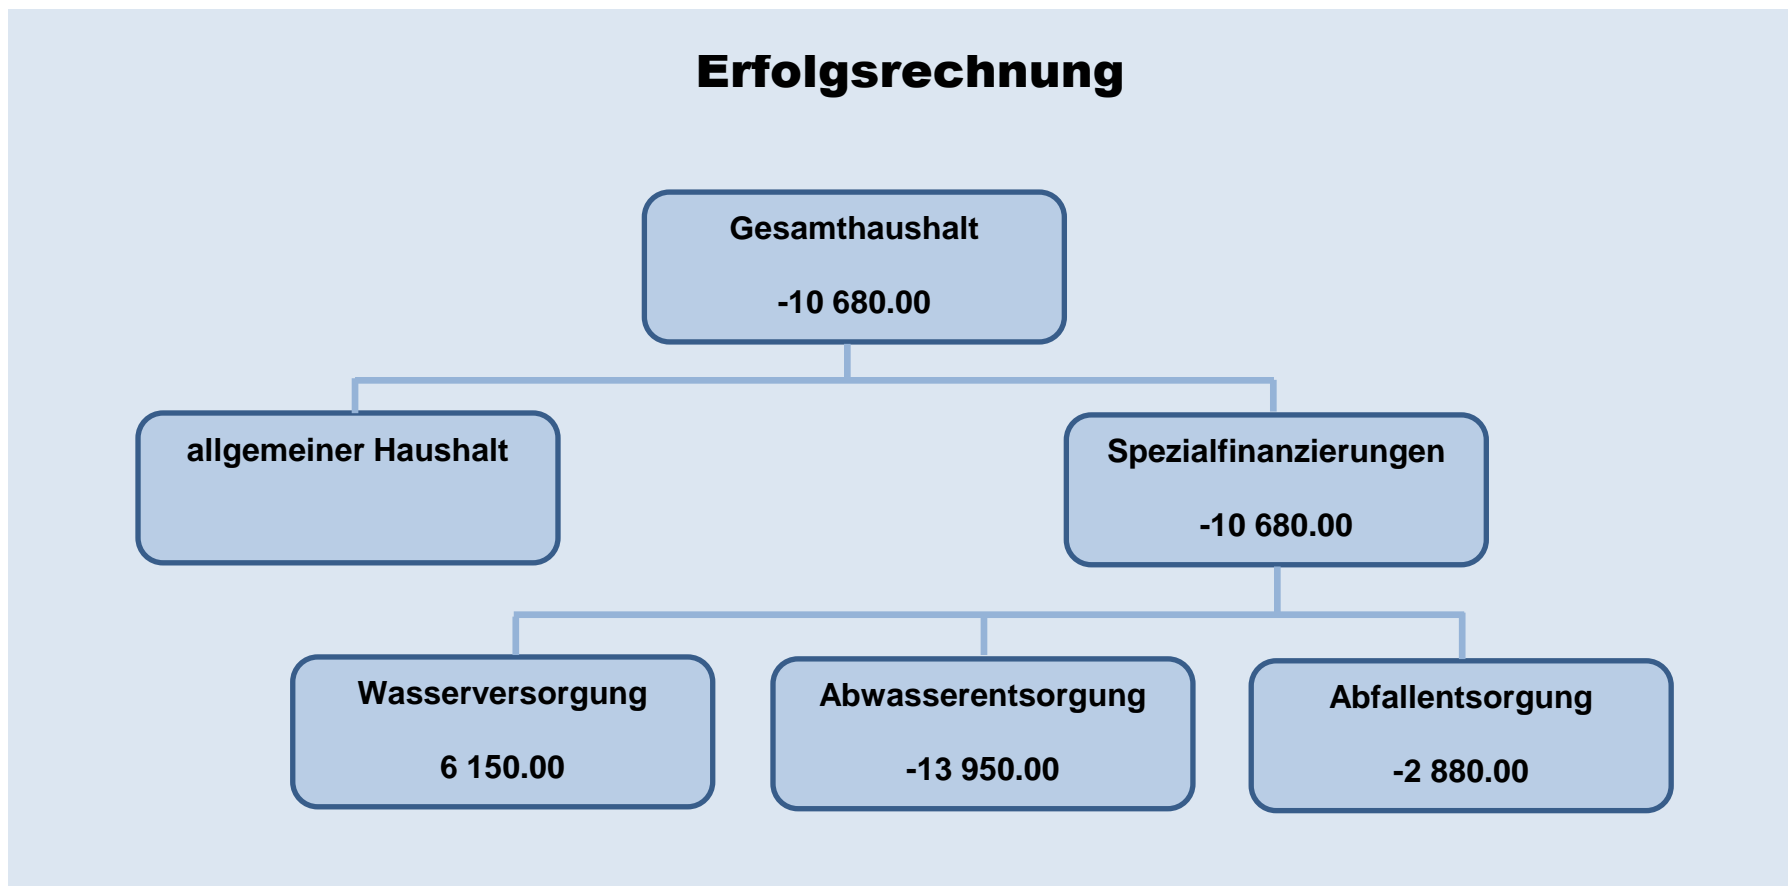 Erfolgsrechnung
Gesamthaushalt
-10 680.00
allgemeiner Haushalt
Spezialfinanzierungen
-10 680.00
Wasserversorgung
6 150.00
Abwasserentsorgung
-13 950.00
Abfallentsorgung
-2 880.00